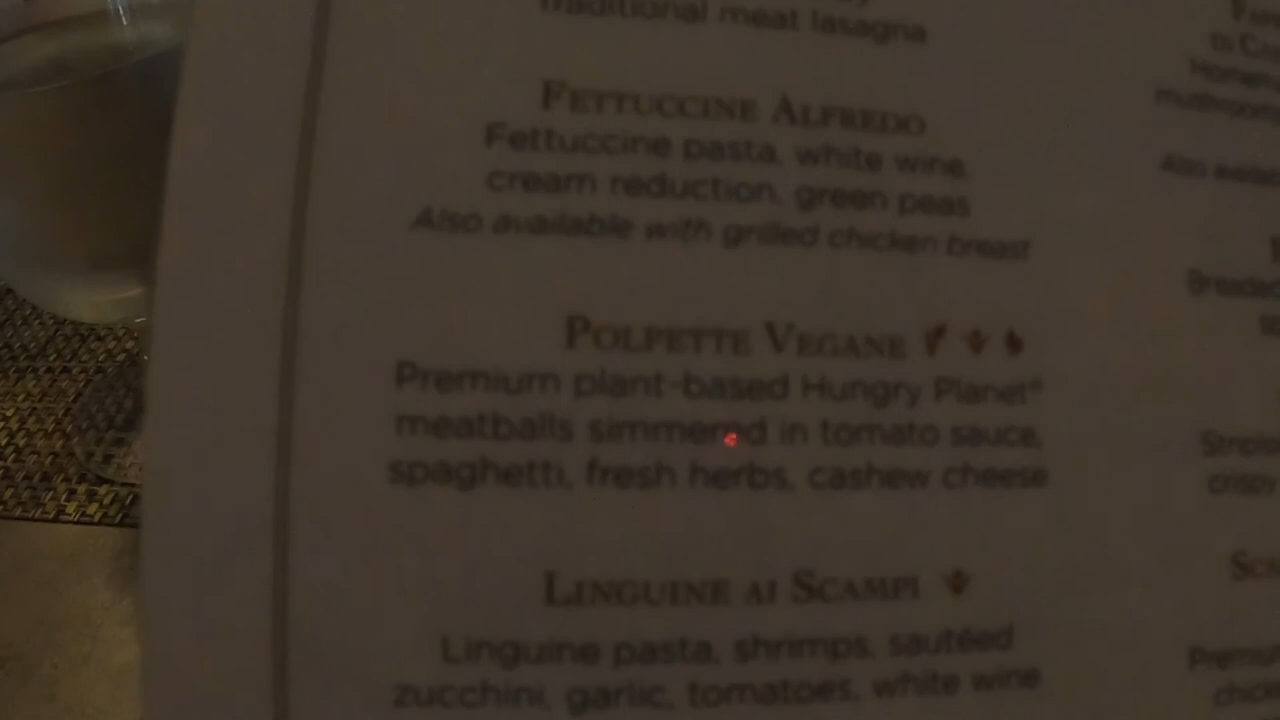 Traditional meat lasagna
FETTUCCINE ALFREDO
Fettuccine pasta, white wine,
cream reduction, green peas
Also available with grilled chicken breast
POLPETTE VEGANE
Premium plant-based Hungry Planet®
meatballs simmered in tomato sauce,
spaghetti, fresh herbs, cashew cheese
LINGUINE AI SCAMPI
Linguine pasta, shrimps, sautéed
zucchini, garlic, tomatoes, white wine